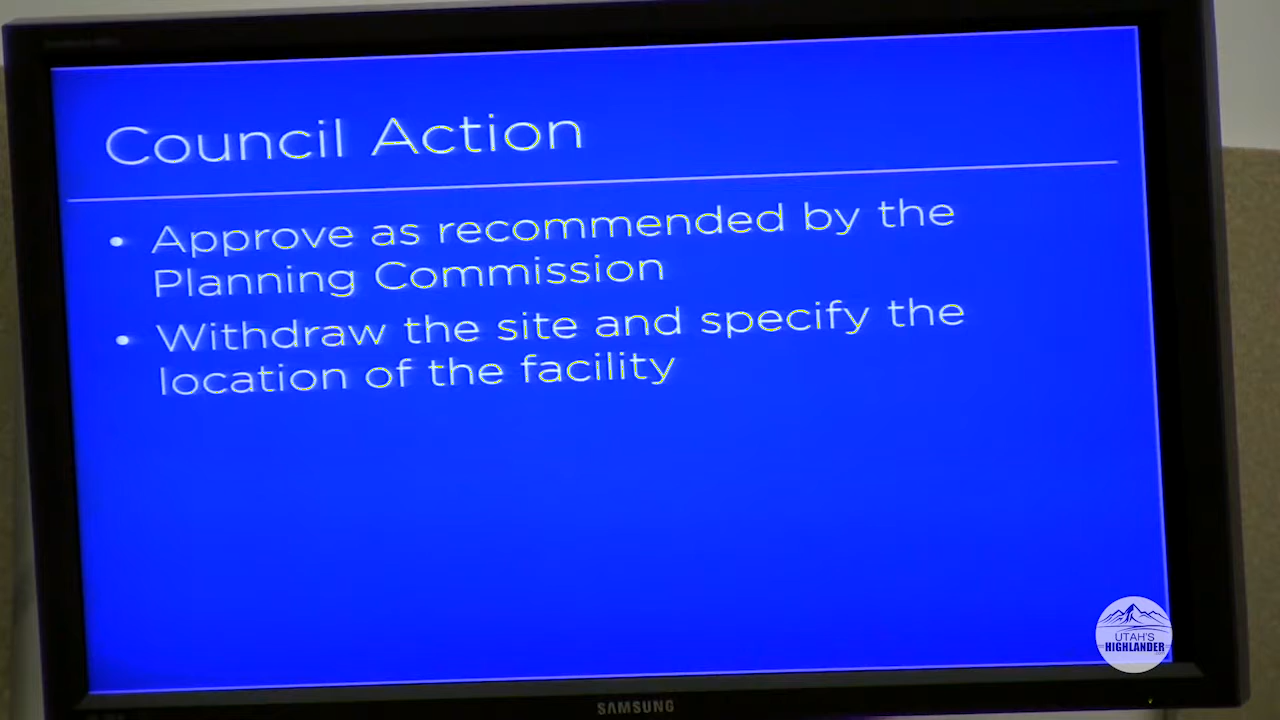 Council Action
• Approve as recommended by the
Planning Commission
• Withdraw the site and specify the
location of the facility
UTAH'S
HIGHLANDER
SAMSUNG